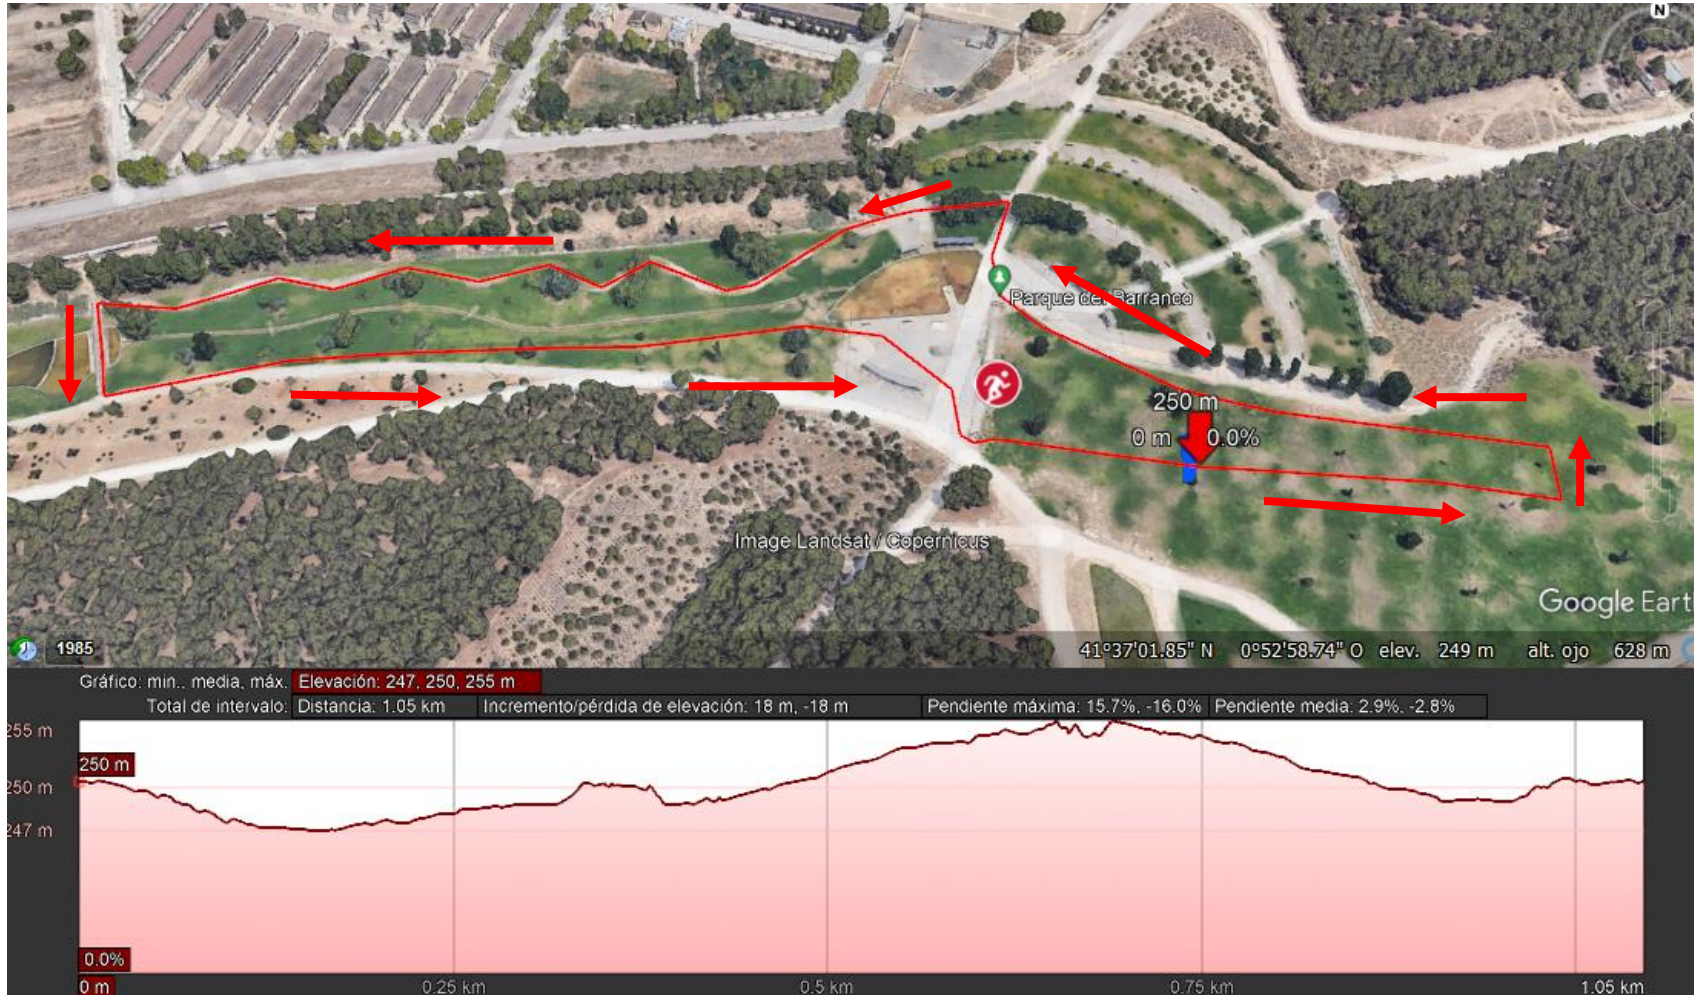 N
Parque del Barranco
250 m
0 m 0.0%
Image Landsat / Copernicus
Google Eart
1985 41°37'01.85" N 0°52'58.74" O elev. 249 m alt. ojo 628 m
Gráfico: min., media, máx. Elevación: 247, 250, 255 m
Total de intervalo: Distancia: 1.05 km Incremento/pérdida de elevación: 18 m, -18 m Pendiente máxima: 15.7%, -16.0% Pendiente media: 2.9%, -2.8%
255 m
250 m
250 m
247 m
0.0%
0 m 0.25 km 0.5 km 0.75 km 1.05 km